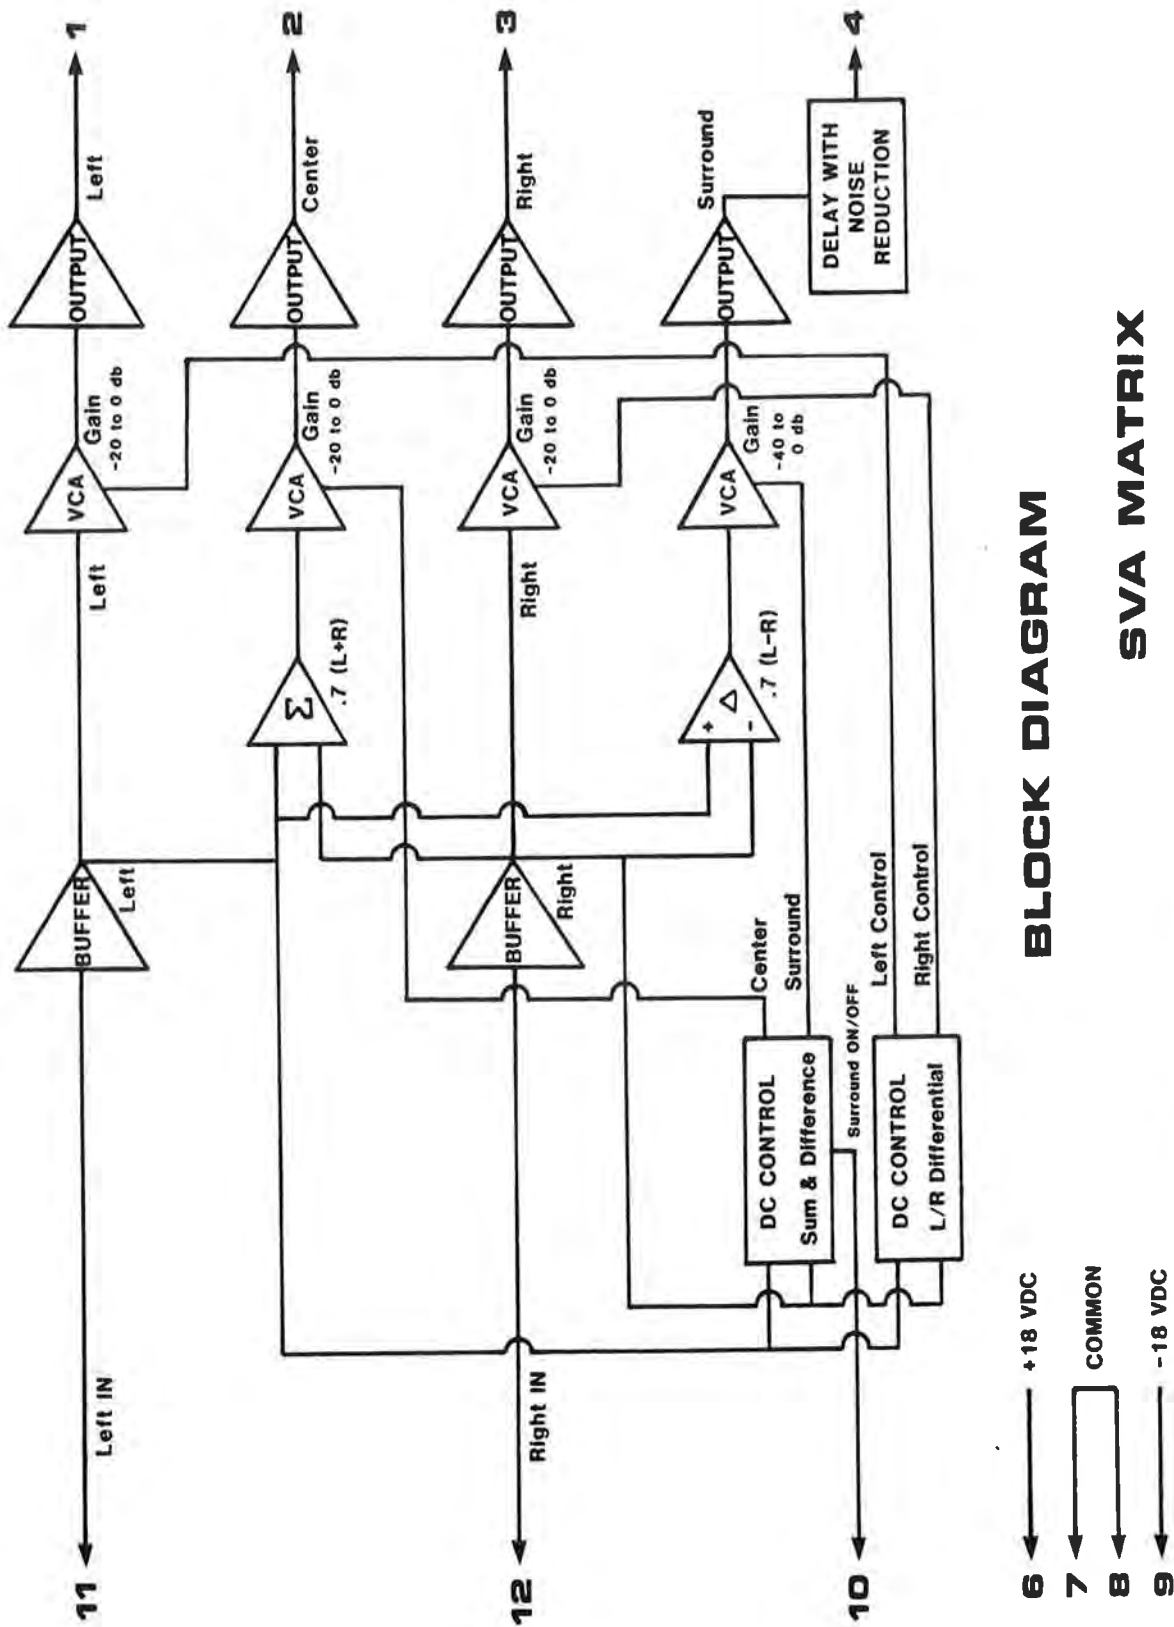 11
Left IN
BUFFER
Left
Left
VCA
Gain
-20 to 0 db
OUTPUT
Left
1
Σ
.7 (L+R)
VCA
Gain
-20 to 0 db
OUTPUT
Center
2
12
Right IN
BUFFER
Right
Right
VCA
Gain
-20 to 0 db
OUTPUT
Right
3
+
-
Δ
.7 (L-R)
VCA
Gain
-40 to
0 db
OUTPUT
Surround
DELAY WITH
NOISE
REDUCTION
4
DC CONTROL
Sum & Difference
Center
Surround
10
Surround ON/OFF
DC CONTROL
L/R Differential
Left Control
Right Control
6
+18 VDC
7
8
COMMON
9
-18 VDC
BLOCK DIAGRAM
SVA MATRIX